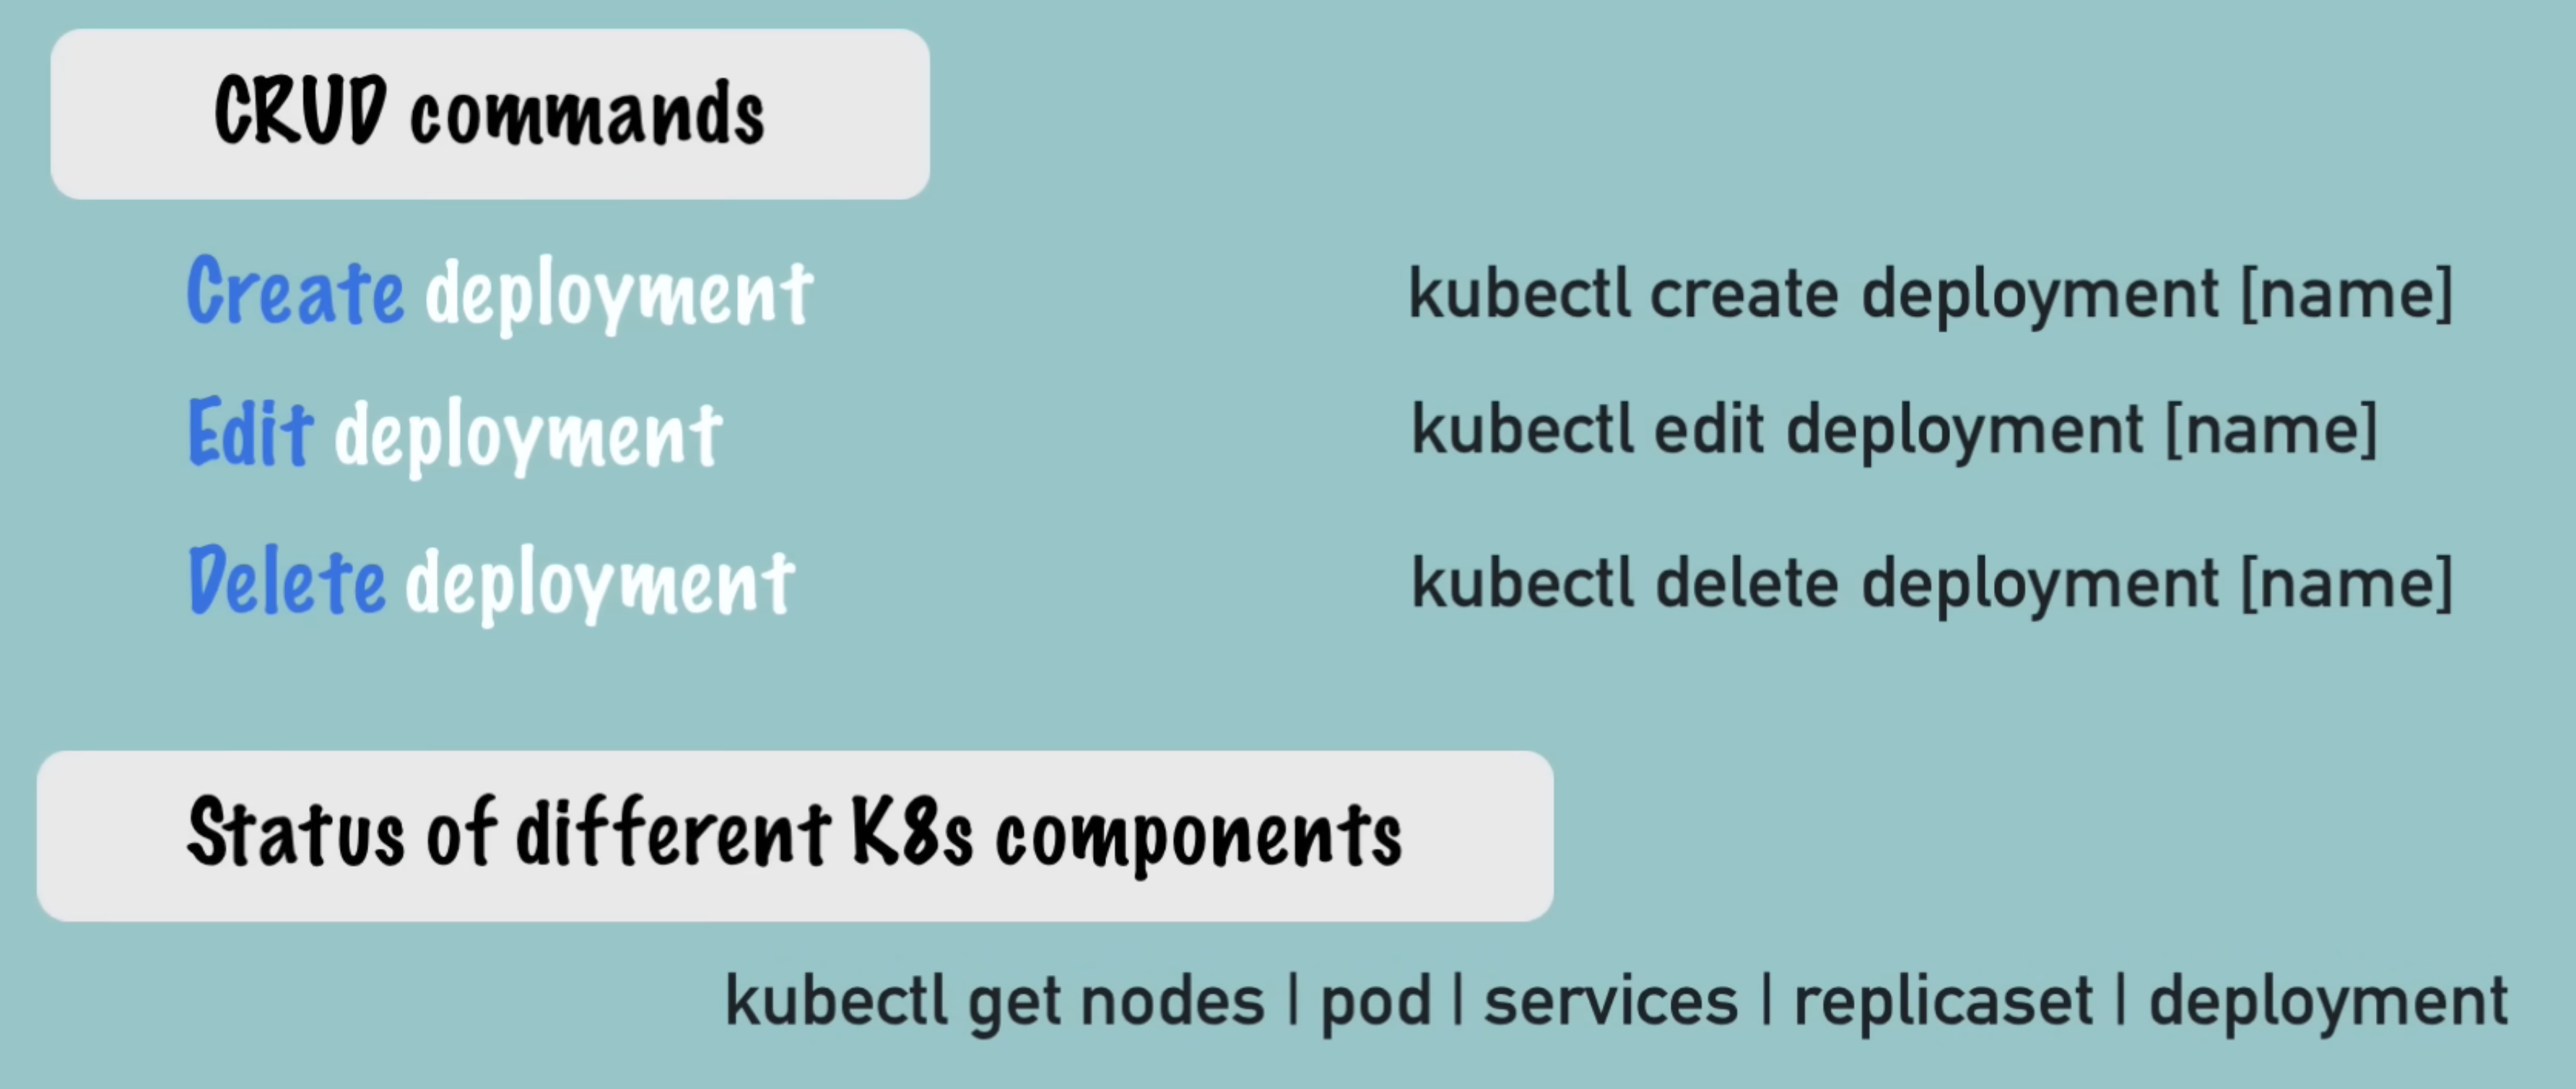 CRUD commands
Create deployment kubectl create deployment [name]
Edit deployment kubectl edit deployment [name]
Delete deployment kubectl delete deployment [name]
Status of different K8s components
kubectl get nodes | pod | services | replicaset | deployment